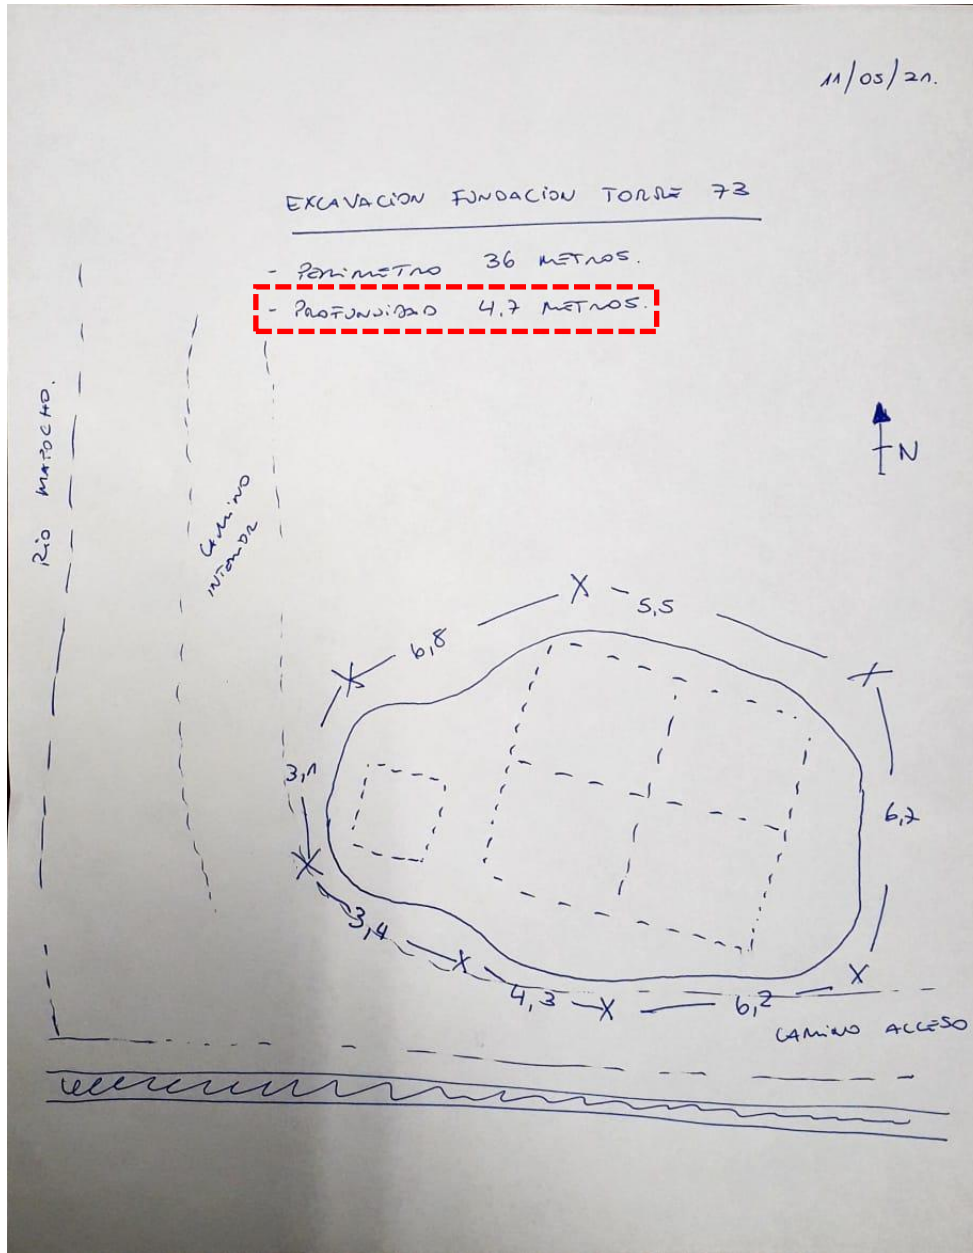 11/05/21.
EXCAVACION FUNDACION TORRE 73
- PERIMETRO 36 METROS.
- PROFUNDIDAD 4,7 METROS.
RIO MAPOCHO.
N
CAMINO
INTERIOR
5,5
6,8
3,1
6,7
3,4
4,3
6,2
CAMINO ACCESO